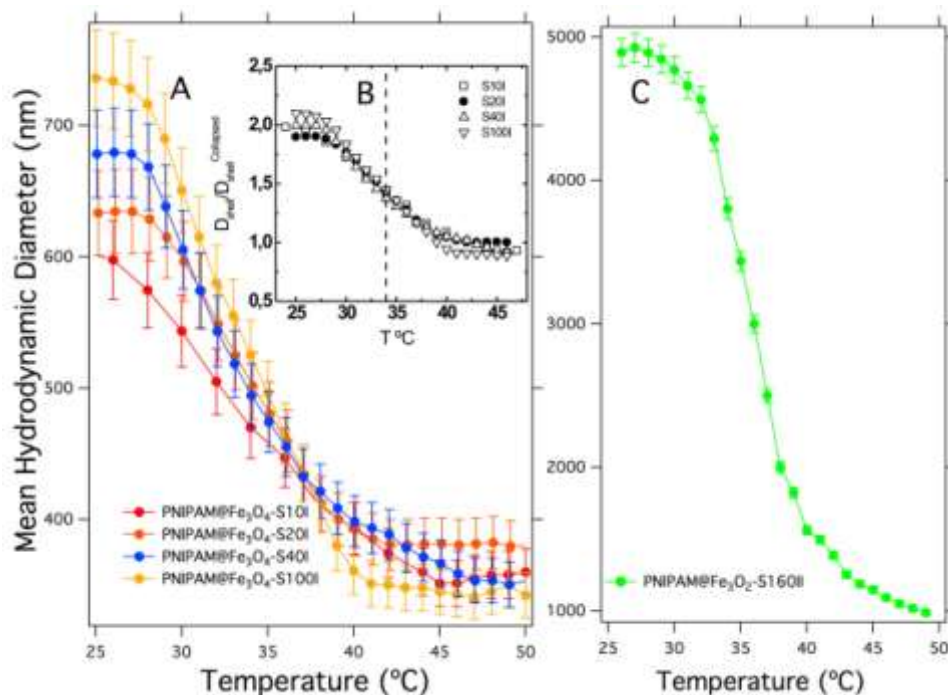 Mean Hydrodynamic Diameter (nm)
700
600
500
400
25
30
35
40
45
50
Temperature (ºC)
A
PNIPAM@Fe₃O₄-S10I
PNIPAM@Fe₃O₄-S20I
PNIPAM@Fe₃O₄-S40I
PNIPAM@Fe₃O₄-S100I
B
D shell/D shell Collapsed
2,5
2,0
1,5
1,0
0,5
25
30
35
40
45
T ºC
S10I
S20I
S40I
S100I
C
5000
4000
3000
2000
1000
25
30
35
40
45
50
Temperature (ºC)
PNIPAM@Fe₃O₂-S160II